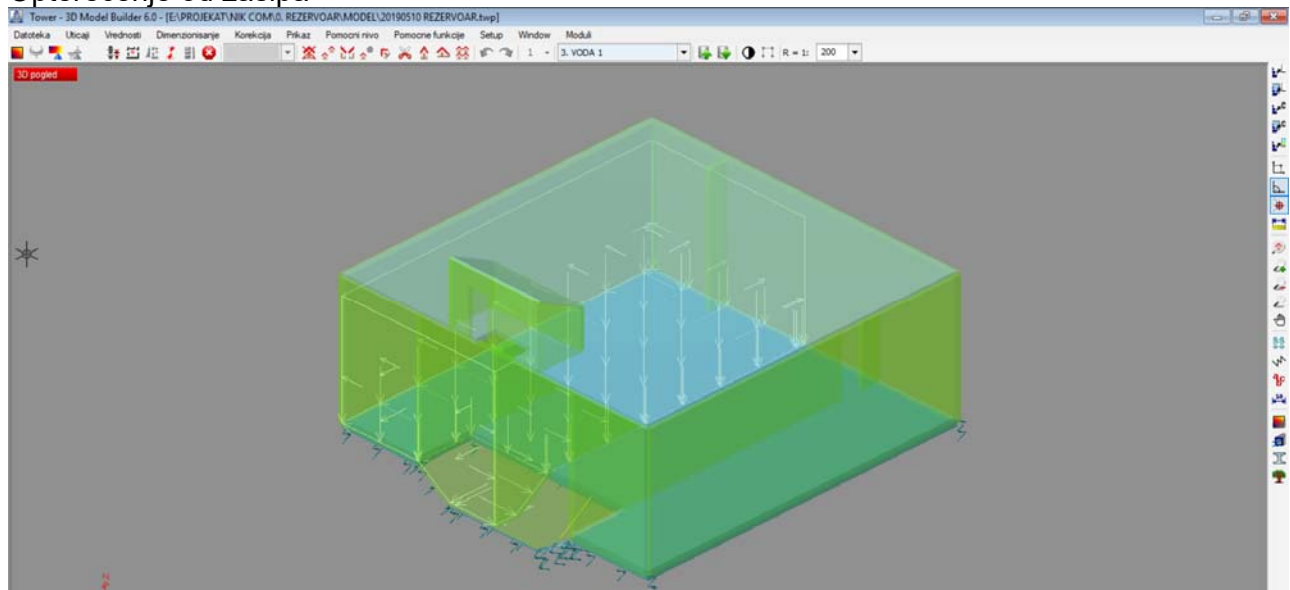 Opterećenje od zasipa
Tower - 3D Model Builder 6.0 - [E:\PROJEKAT\NIK COM\0. REZERVOAR\MODEL\20190510 REZERVOAR.twp]
Datoteka Uticaji Vrednosti Dimenzionisanje Korekcija Prikaz Pomocni nivo Pomocne funkcije Setup Window Moduli
1 3. VODA 1 R = 1: 200
3D pogled